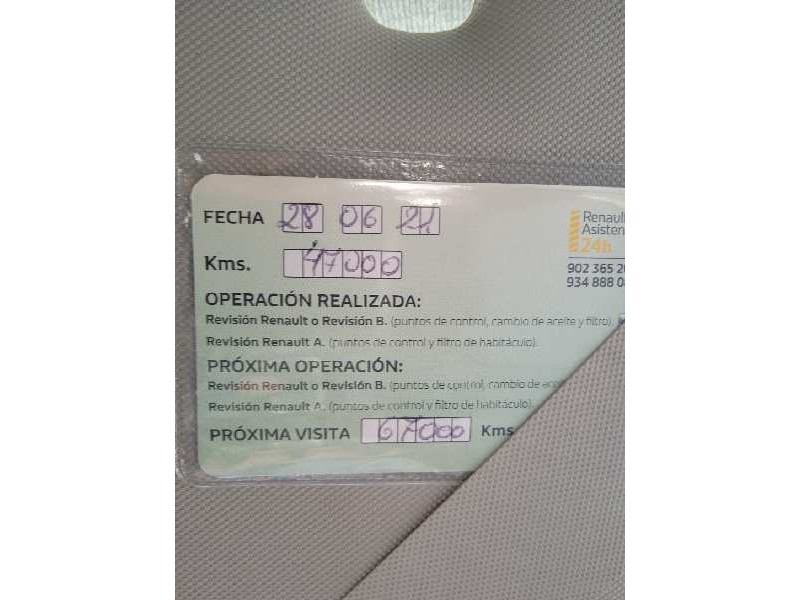 FECHA 28 06 21
Kms. 47000
Renault
Asisten
24h
902 365 2
934 888 0
OPERACIÓN REALIZADA:
Revisión Renault o Revisión B. (puntos de control, cambio de aceite y filtro).
Revisión Renault A. (puntos de control y filtro de habitáculo).
PRÓXIMA OPERACIÓN:
Revisión Renault o Revisión B. (puntos de control, cambio de acei
Revisión Renault A. (puntos de control y filtro de habitáculo).
PRÓXIMA VISITA 67000 Kms